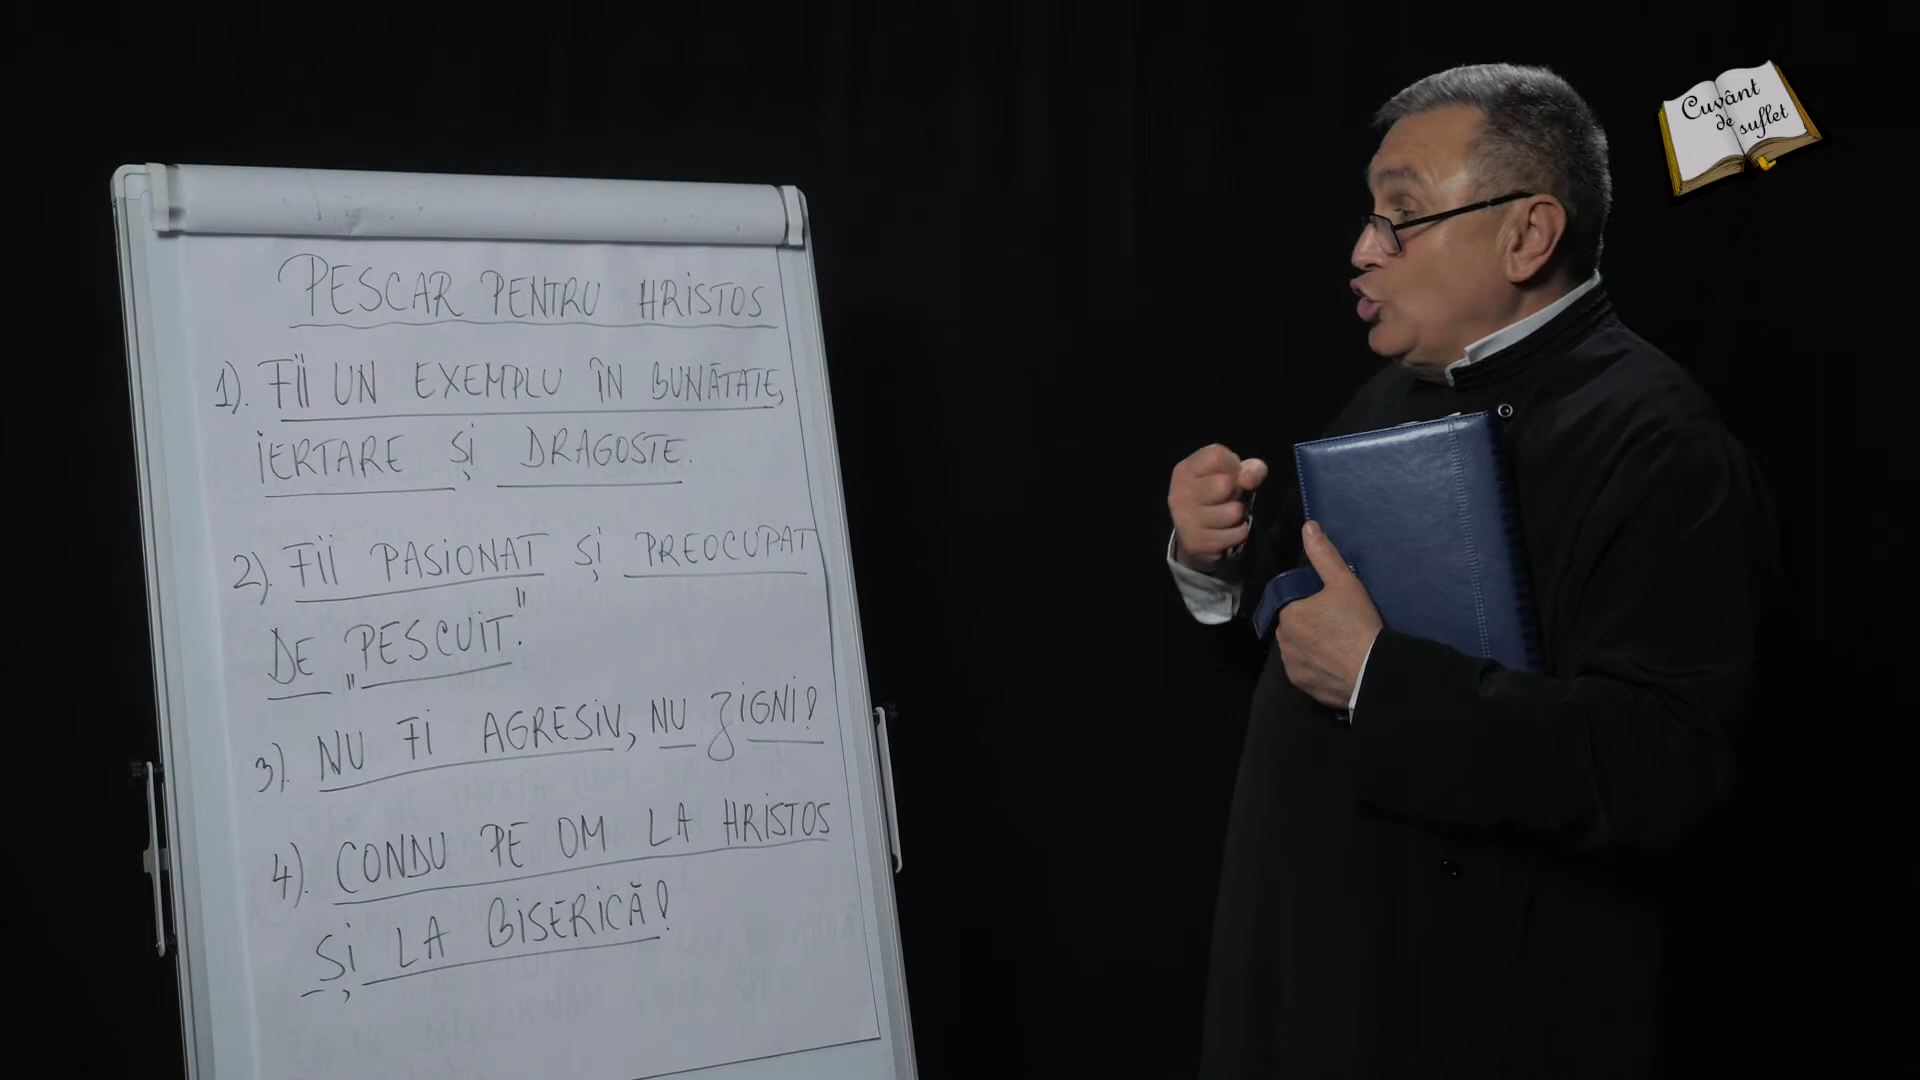 PESCAR PENTRU HRISTOS
1). FII UN EXEMPLU ÎN BUNĂTATE,
IERTARE ȘI DRAGOSTE.
2). FII PASIONAT ȘI PREOCUPAT
DE „PESCUIT."
3). NU FI AGRESIV, NU JIGNI!
4). CONDU PE OM LA HRISTOS
ȘI LA BISERICĂ!
Cuvânt
de suflet